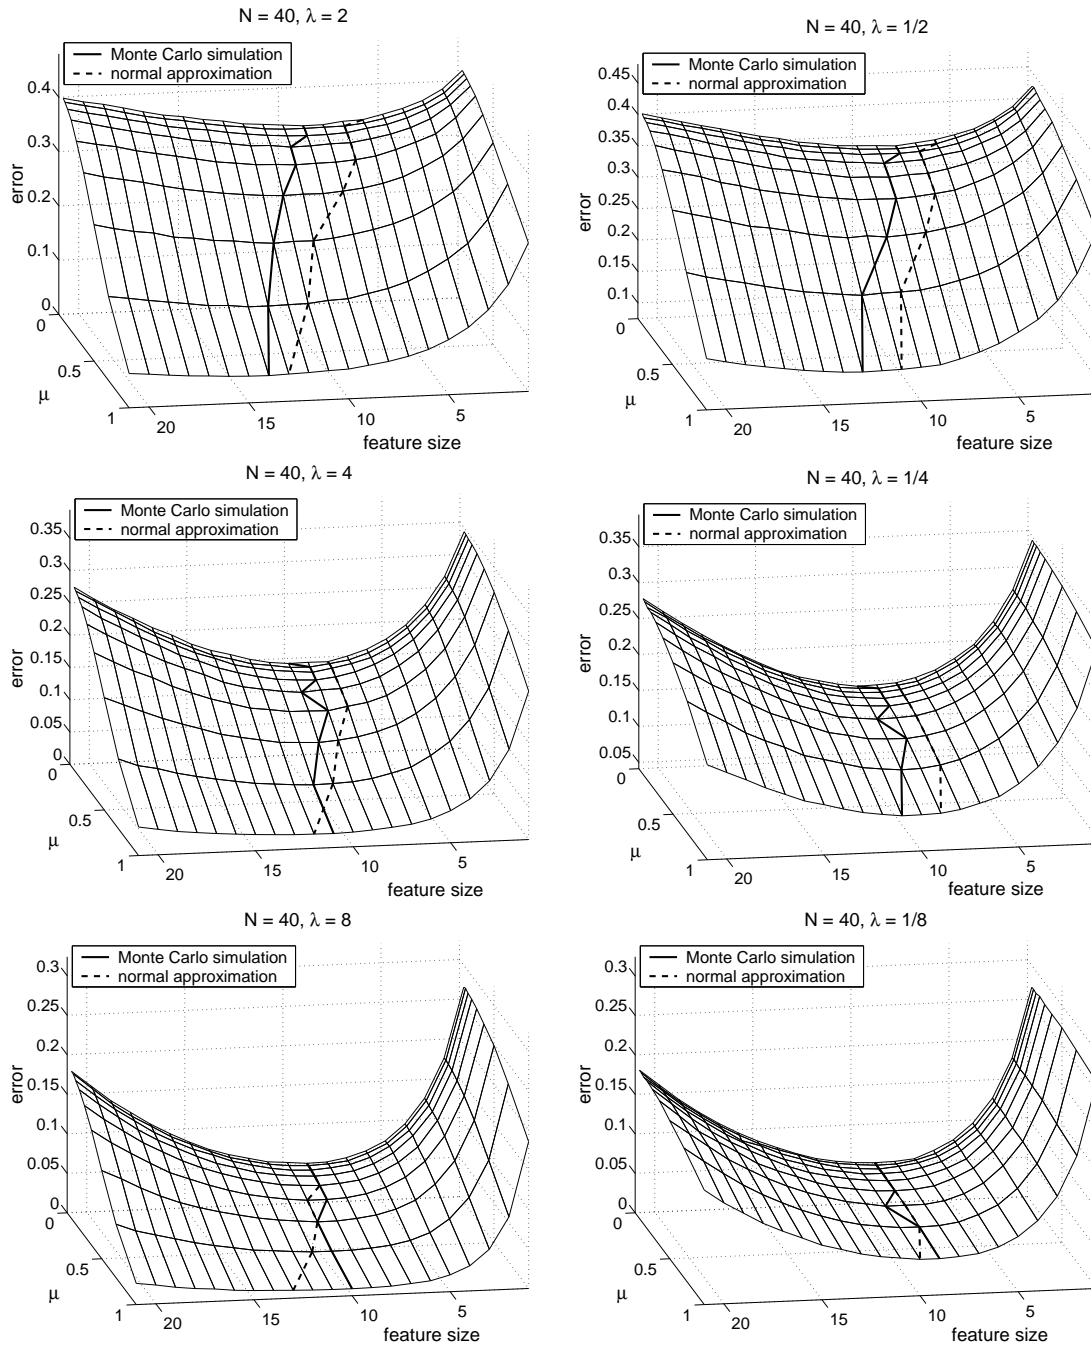 N = 40, λ = 2
Monte Carlo simulation
normal approximation
0.4
0.3
0.2
0.1
0
error
0
0.5
1
μ
20
15
10
5
feature size
N = 40, λ = 1/2
Monte Carlo simulation
normal approximation
0.45
0.4
0.35
0.3
0.25
0.2
0.15
0.1
error
0
0.5
1
μ
20
15
10
5
feature size
N = 40, λ = 4
Monte Carlo simulation
normal approximation
0.35
0.3
0.25
0.2
0.15
0.1
0.05
0
error
0
0.5
1
μ
20
15
10
5
feature size
N = 40, λ = 1/4
Monte Carlo simulation
normal approximation
0.35
0.3
0.25
0.2
0.15
0.1
0.05
error
0
0.5
1
μ
20
15
10
5
feature size
N = 40, λ = 8
Monte Carlo simulation
normal approximation
0.3
0.25
0.2
0.15
0.1
0.05
0
error
0
0.5
1
μ
20
15
10
5
feature size
N = 40, λ = 1/8
Monte Carlo simulation
normal approximation
0.3
0.25
0.2
0.15
0.1
0.05
0
error
0
0.5
1
μ
20
15
10
5
feature size